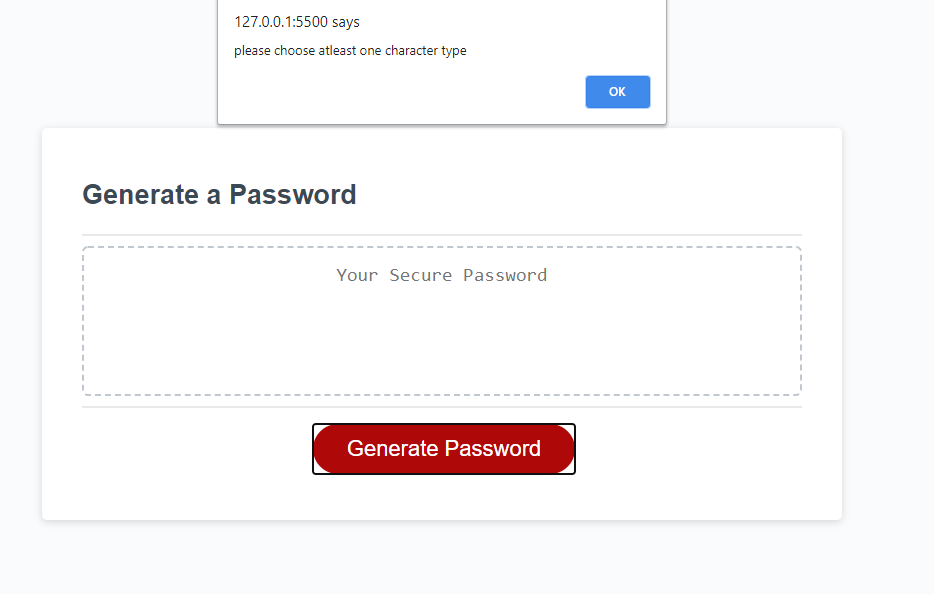 127.0.0.1:5500 says
please choose atleast one character type
OK
Generate a Password
Your Secure Password
Generate Password